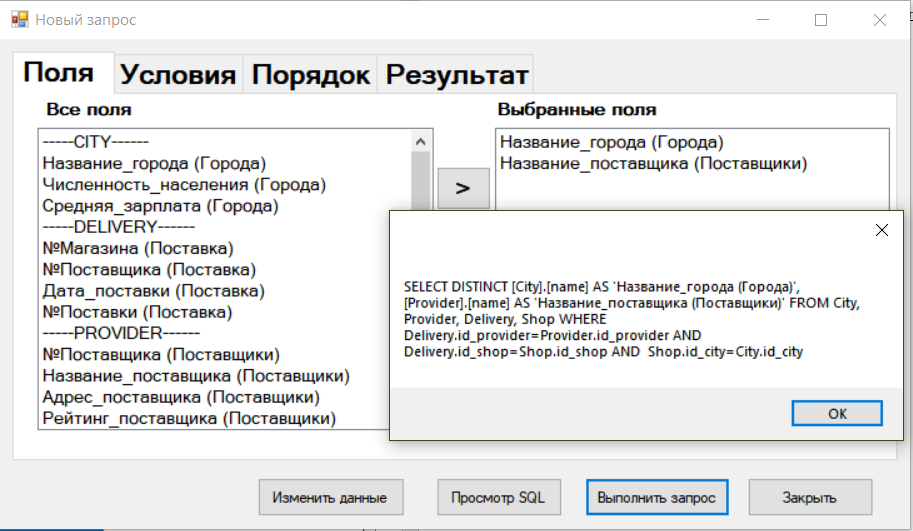 Новый запрос
Поля Условия Порядок Результат
Все поля
-----CITY------
Название_города (Города)
Численность_населения (Города)
Средняя_зарплата (Города)
-----DELIVERY------
№Магазина (Поставка)
№Поставщика (Поставка)
Дата_поставки (Поставка)
№Поставки (Поставка)
-----PROVIDER------
№Поставщика (Поставщики)
Название_поставщика (Поставщики)
Адрес_поставщика (Поставщики)
Рейтинг_поставщика (Поставщики)
>
Выбранные поля
Название_города (Города)
Название_поставщика (Поставщики)
SELECT DISTINCT [City].[name] AS 'Название_города (Города)',
[Provider].[name] AS 'Название_поставщика (Поставщики)' FROM City,
Provider, Delivery, Shop WHERE
Delivery.id_provider=Provider.id_provider AND
Delivery.id_shop=Shop.id_shop AND  Shop.id_city=City.id_city
OK
Изменить данные
Просмотр SQL
Выполнить запрос
Закрыть